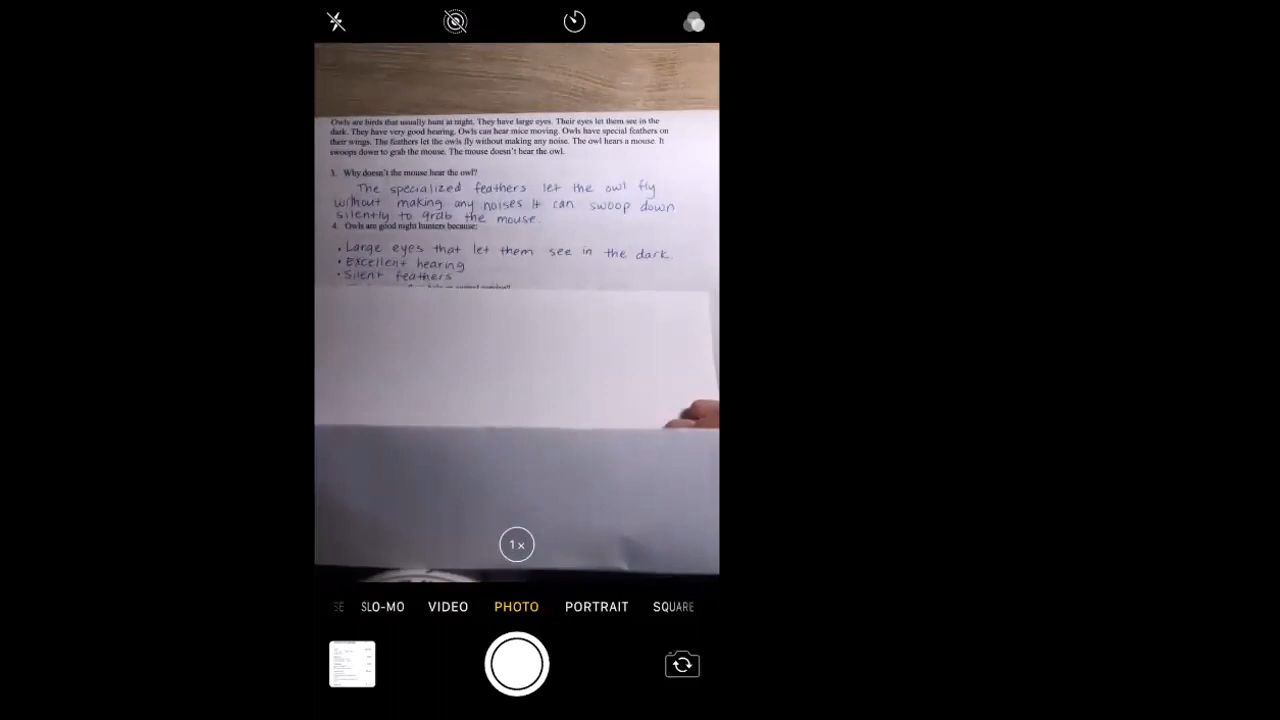 Owls are birds that usually hunt at night. They have large eyes. Their eyes let them see in the
dark. They have very good hearing. Owls can hear mice moving. Owls have special feathers on
their wings. The feathers let the owls fly without making any noise. The owl hears a mouse. It
swoops down to grab the mouse. The mouse doesn't hear the owl.
3. Why doesn't the mouse hear the owl?
The specialized feathers let the owl fly
without making any noises It can swoop down
silently to grab the mouse.
4. Owls are good night hunters because:
• Large eyes that let them see in the dark.
• Excellent hearing
• Silent feathers
1x
SLO-MO VIDEO PHOTO PORTRAIT SQUARE